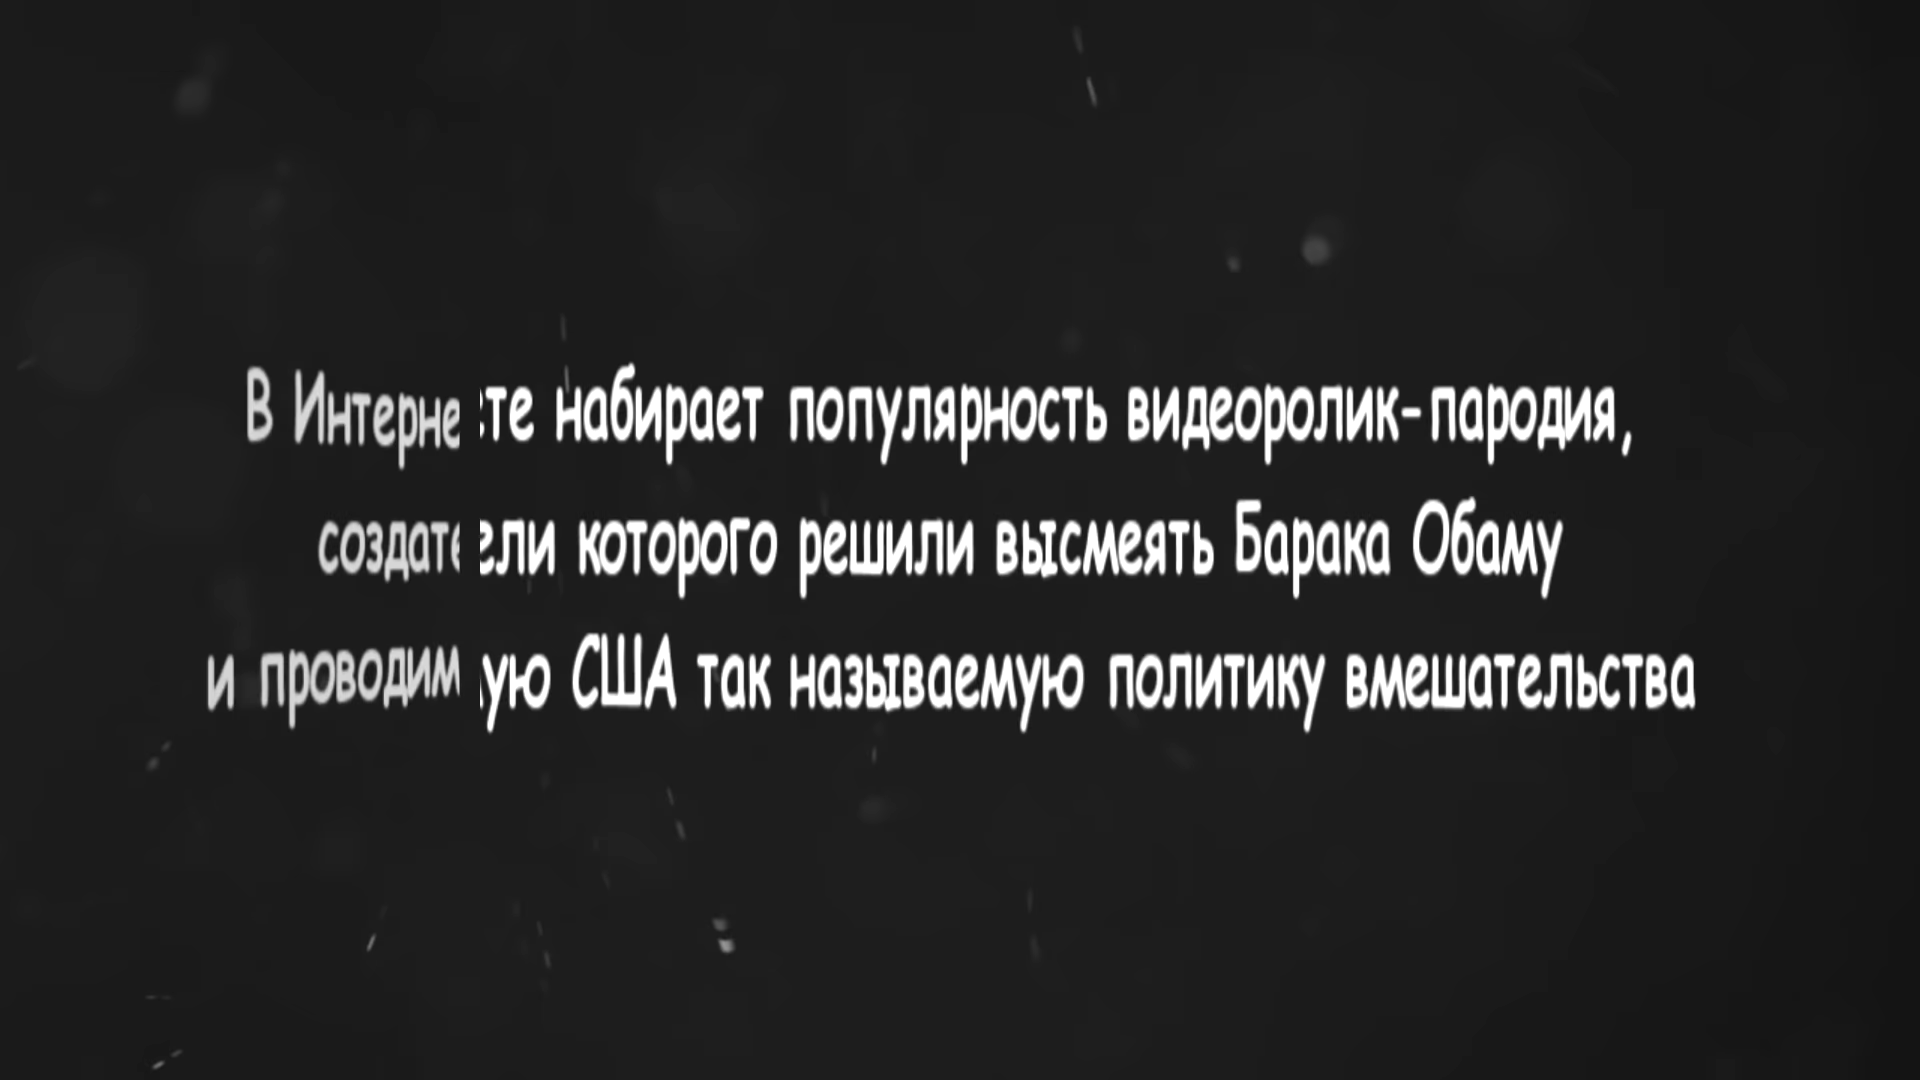 В Интернете набирает популярность видеоролик-пародия,
создатели которого решили высмеять Барака Обаму
и проводимую США так называемую политику вмешательства